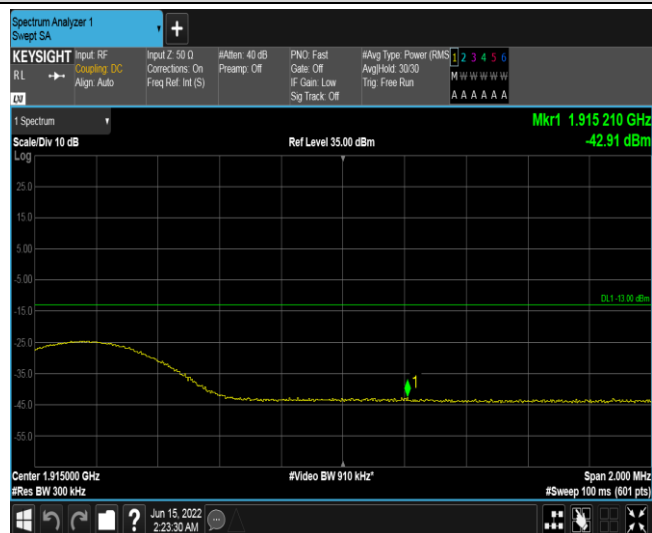 Spectrum Analyzer 1
Swept SA
+
KEYSIGHT Input: RF Input Z: 50 Ω #Atten: 40 dB PNO: Fast #Avg Type: Power (RMS 1 2 3 4 5 6
RL Coupling: DC Corrections: On Preamp: Off Gate: Off Avg|Hold: 30/30 M W W W W W
Align: Auto Freq Ref: Int (S) IF Gain: Low Trig: Free Run
Sig Track: Off A A A A A A
LXI
1 Spectrum Mkr1 1.915 210 GHz
Scale/Div 10 dB Ref Level 35.00 dBm -42.91 dBm
Log
25.0
15.0
5.00
-5.00
DL1 -13.00 dBm
-15.0
-25.0
-35.0
1
-45.0
-55.0
Center 1.915000 GHz #Video BW 910 kHz* Span 2.000 MHz
#Res BW 300 kHz #Sweep 100 ms (601 pts)
? Jun 15, 2022
2:23:30 AM